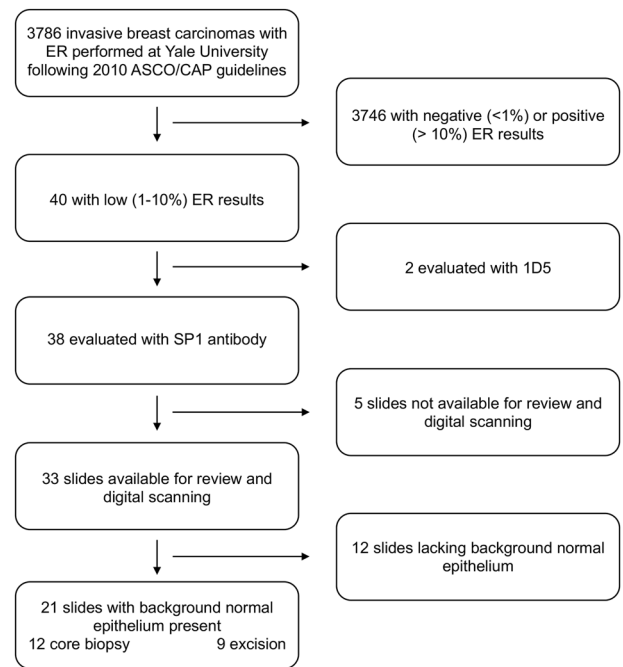 3786 invasive breast carcinomas with
ER performed at Yale University
following 2010 ASCO/CAP guidelines
3746 with negative (<1%) or positive
(> 10%) ER results
40 with low (1-10%) ER results
2 evaluated with 1D5
38 evaluated with SP1 antibody
5 slides not available for review and
digital scanning
33 slides available for review and
digital scanning
12 slides lacking background normal
epithelium
21 slides with background normal
epithelium present
12 core biopsy 9 excision